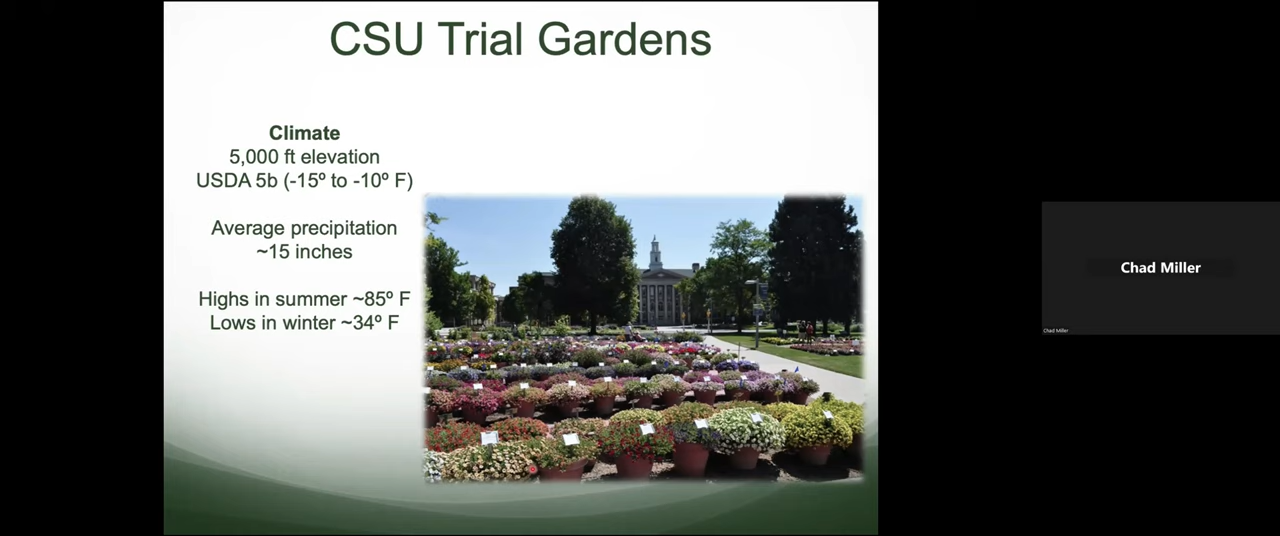 CSU Trial Gardens
Climate
5,000 ft elevation
USDA 5b (-15º to -10º F)
Average precipitation
~15 inches
Highs in summer ~85º F
Lows in winter ~34º F
Chad Miller
Chad Miller